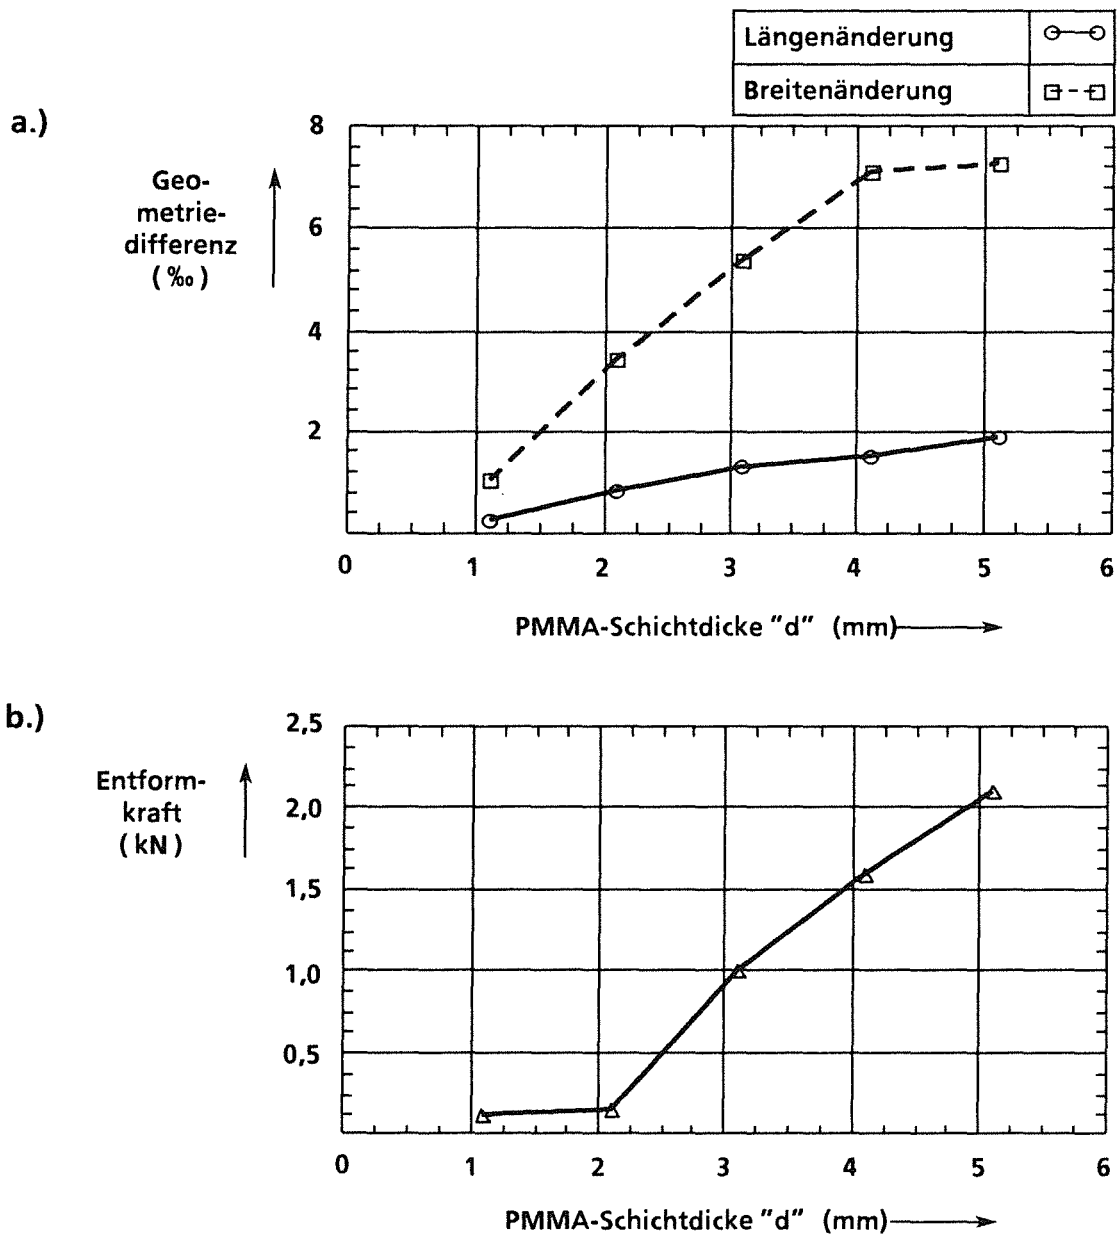 Längenänderung
Breitenänderung
a.)
Geo-
metrie-
differenz
(‰)
8
6
4
2
0 1 2 3 4 5 6
PMMA-Schichtdicke "d" (mm)
b.)
Entform-
kraft
(kN)
2,5
2,0
1,5
1,0
0,5
0 1 2 3 4 5 6
PMMA-Schichtdicke "d" (mm)